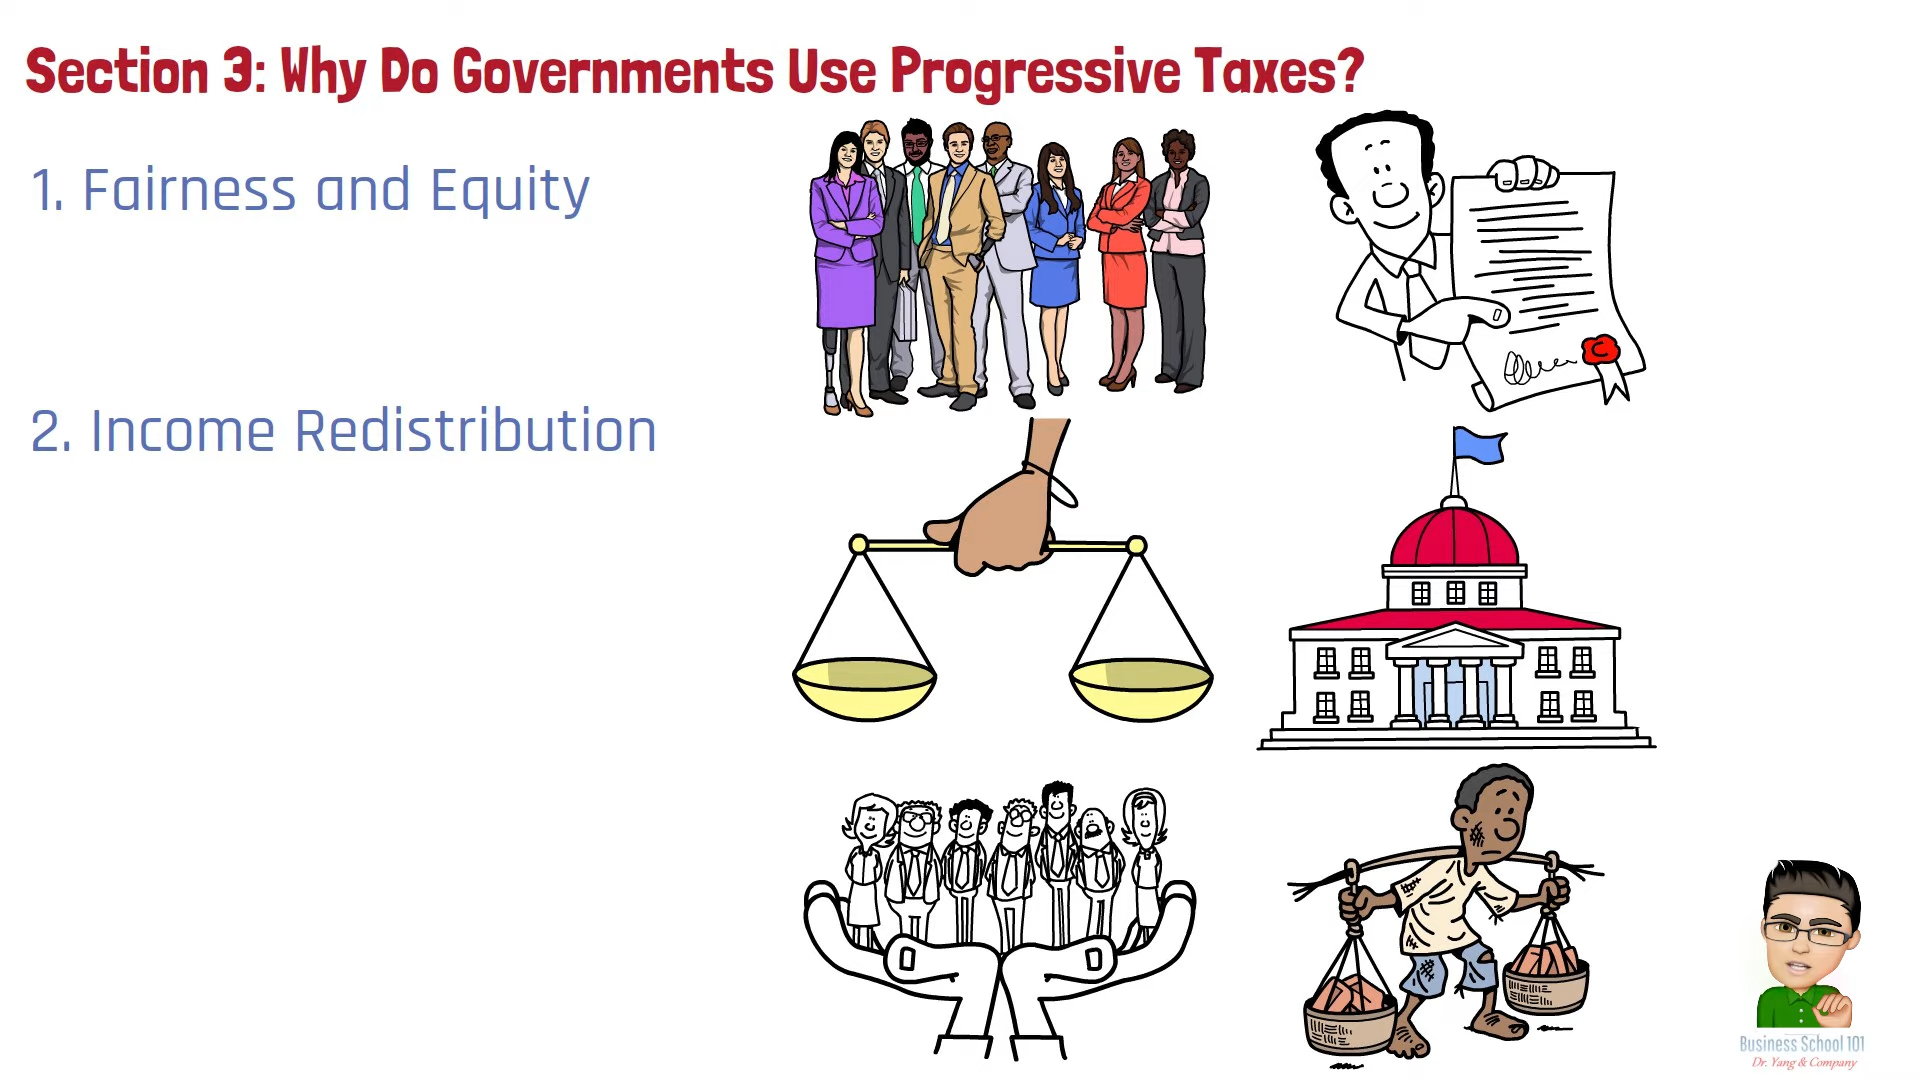 Section 3: Why Do Governments Use Progressive Taxes?
1. Fairness and Equity
2. Income Redistribution
C
Business School 101
Dr. Yang & Company